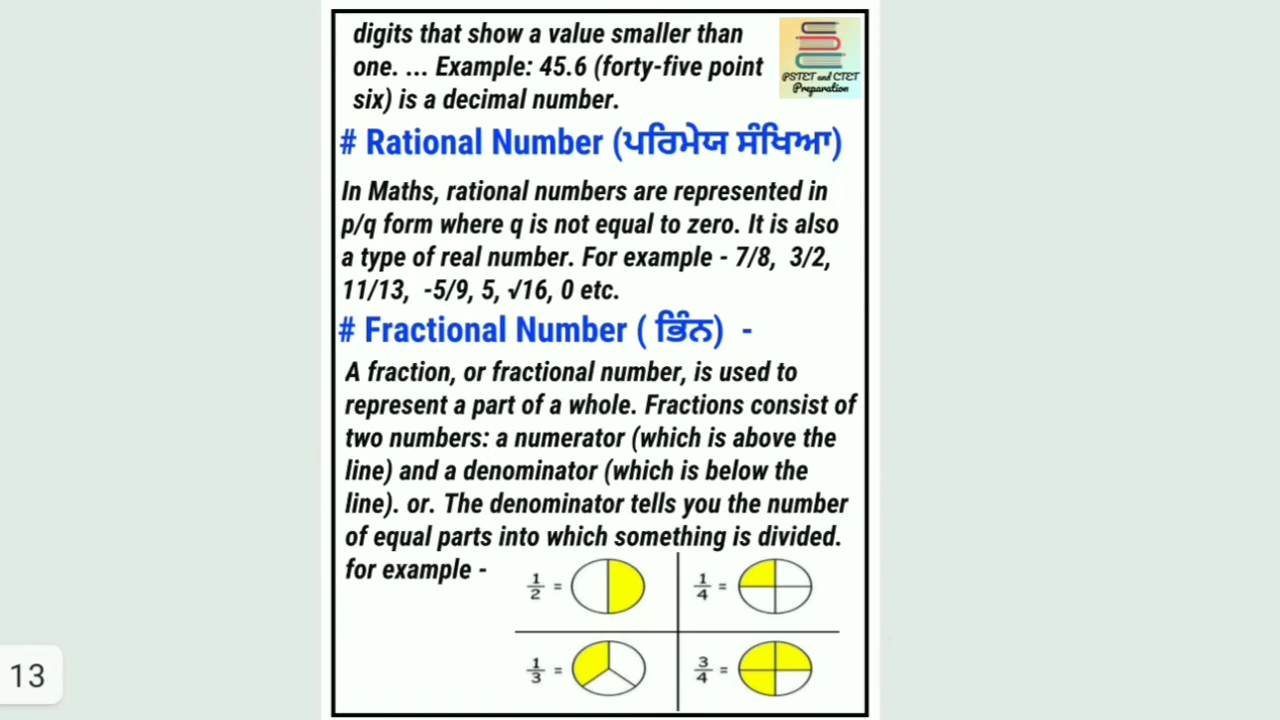 digits that show a value smaller than
one. ... Example: 45.6 (forty-five point
six) is a decimal number.
PSTET and CTET
Preparation
# Rational Number (ਪਰਿਮੇਯ ਸੰਖਿਆ)
In Maths, rational numbers are represented in
p/q form where q is not equal to zero. It is also
a type of real number. For example - 7/8, 3/2,
11/13, -5/9, 5, √16, 0 etc.
# Fractional Number ( ਭਿੰਨ) -
A fraction, or fractional number, is used to
represent a part of a whole. Fractions consist of
two numbers: a numerator (which is above the
line) and a denominator (which is below the
line). or. The denominator tells you the number
of equal parts into which something is divided.
for example -
1/2 =
1/4 =
1/3 =
3/4 =
13